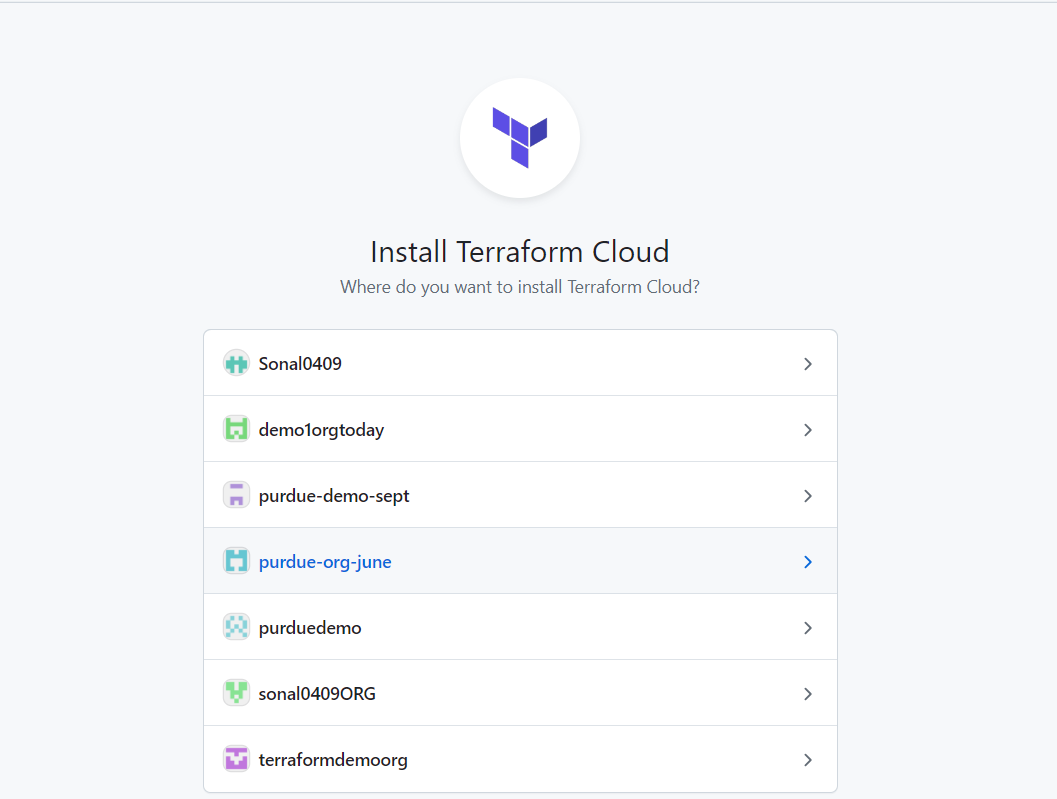 Install Terraform Cloud
Where do you want to install Terraform Cloud?
Sonal0409
demo1orgtoday
purdue-demo-sept
purdue-org-june
purduedemo
sonal0409ORG
terraformdemoorg